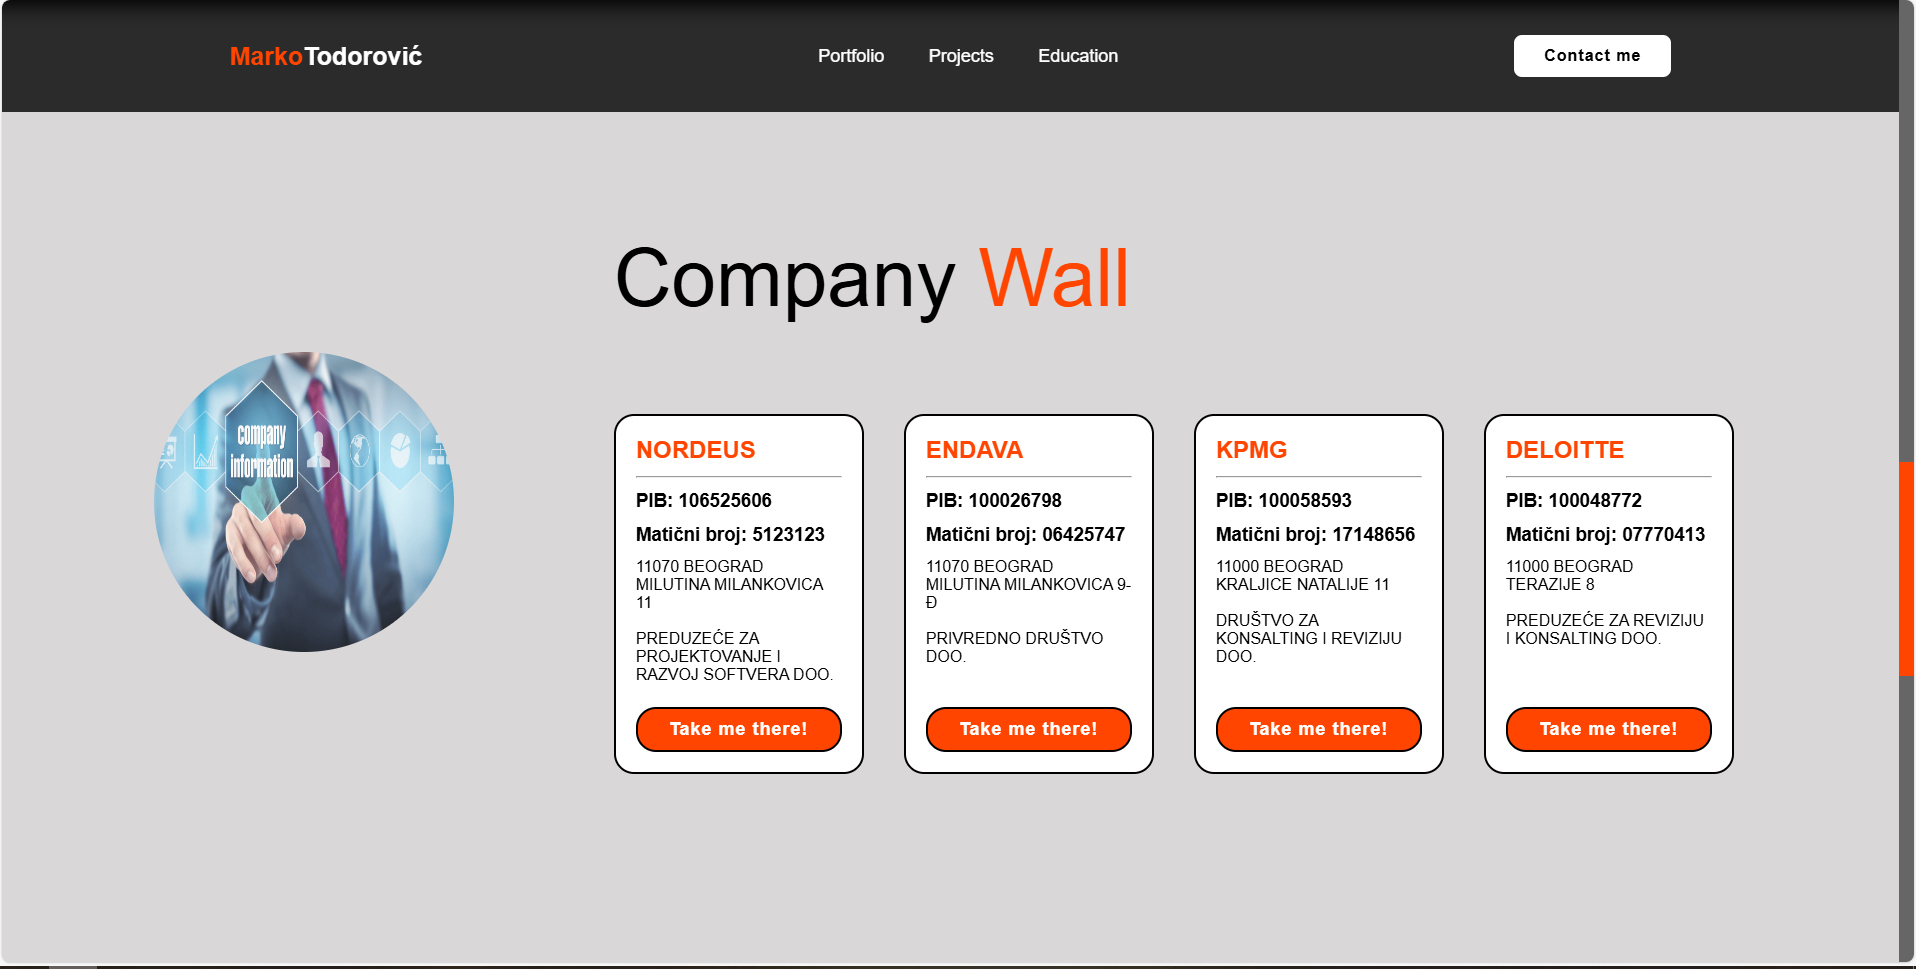 MarkoTodorović
Portfolio
Projects
Education
Contact me
Company Wall
company
information
NORDEUS
PIB: 106525606
Matični broj: 5123123
11070 BEOGRAD
MILUTINA MILANKOVICA
11
PREDUZEĆE ZA
PROJEKTOVANJE I
RAZVOJ SOFTVERA DOO.
Take me there!
ENDAVA
PIB: 100026798
Matični broj: 06425747
11070 BEOGRAD
MILUTINA MILANKOVICA 9-
Đ
PRIVREDNO DRUŠTVO
DOO.
Take me there!
KPMG
PIB: 100058593
Matični broj: 17148656
11000 BEOGRAD
KRALJICE NATALIJE 11
DRUŠTVO ZA
KONSALTING I REVIZIJU
DOO.
Take me there!
DELOITTE
PIB: 100048772
Matični broj: 07770413
11000 BEOGRAD
TERAZIJE 8
PREDUZEĆE ZA REVIZIJU
I KONSALTING DOO.
Take me there!